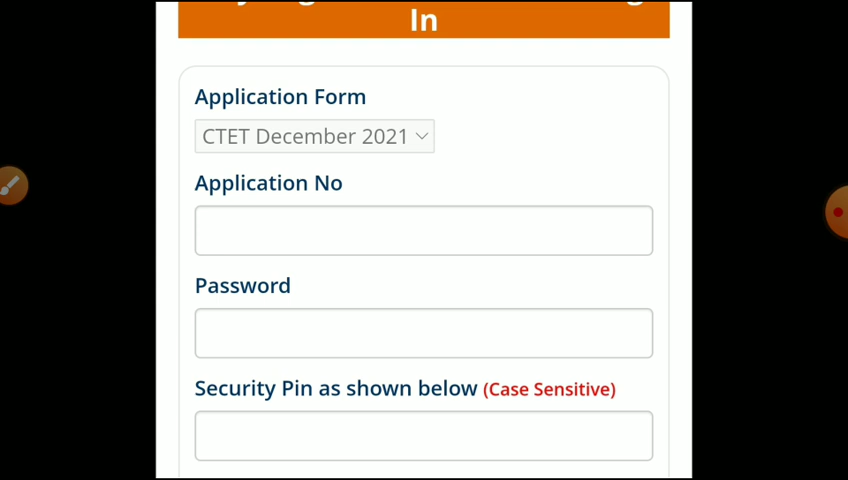 In
Application Form
CTET December 2021
Application No
Password
Security Pin as shown below (Case Sensitive)